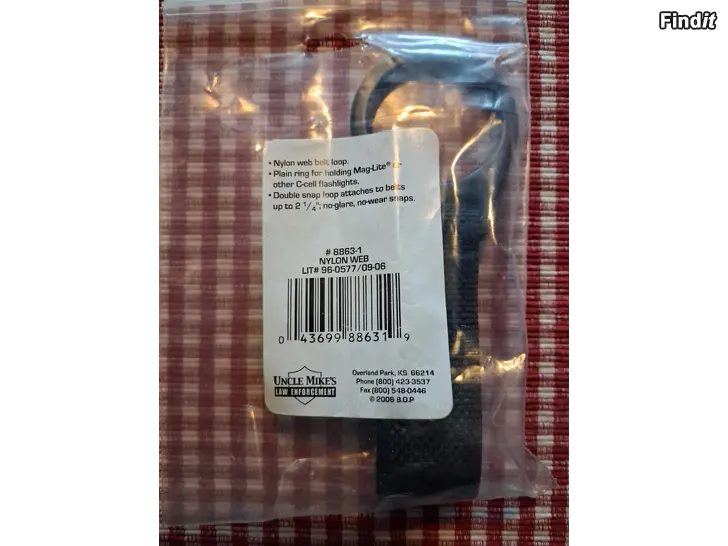 Findit
• Nylon web belt loop.
• Plain ring for holding Mag-Lite® or
other C-cell flashlights.
• Double snap loop attaches to belts
up to 2 1/4"; no-glare, no-wear snaps.
# 8863-1
NYLON WEB
LIT# 96-0577/09-06
0 43699 88631 9
UNCLE MIKE'S
LAW ENFORCEMENT
Overland Park, KS. 66214
Phone (800) 423-3537
Fax (800) 548-0446
© 2006 B.O.P